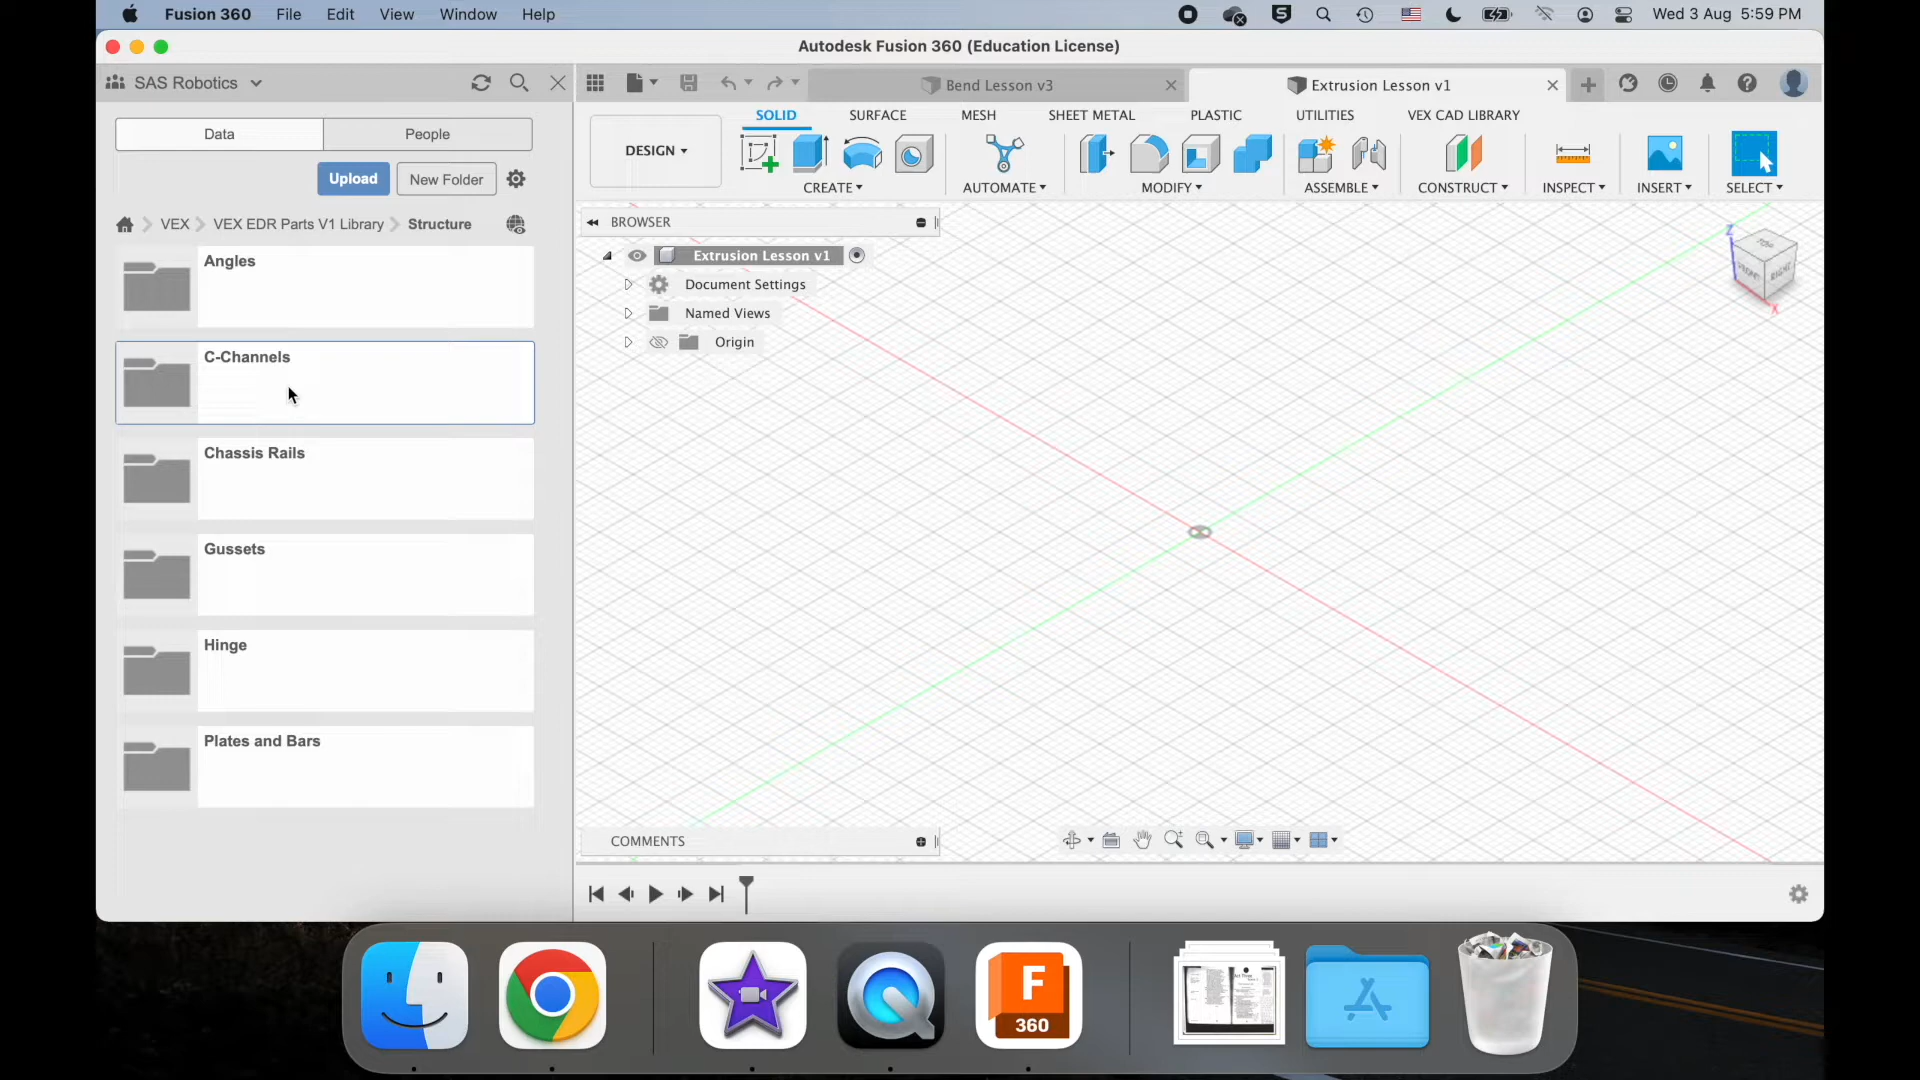 Fusion 360 File Edit View Window Help Wed 3 Aug 5:59 PM
Autodesk Fusion 360 (Education License)
SAS Robotics
Bend Lesson v3 Extrusion Lesson v1
Data People
SOLID SURFACE MESH SHEET METAL PLASTIC UTILITIES VEX CAD LIBRARY
DESIGN
Upload New Folder
CREATE AUTOMATE MODIFY ASSEMBLE CONSTRUCT INSPECT INSERT SELECT
VEX VEX EDR Parts V1 Library Structure
BROWSER
Extrusion Lesson v1
Document Settings
Named Views
Origin
Z
TOP
FRONT RIGHT
X
Angles
C-Channels
Chassis Rails
Gussets
Hinge
Plates and Bars
COMMENTS
F
360